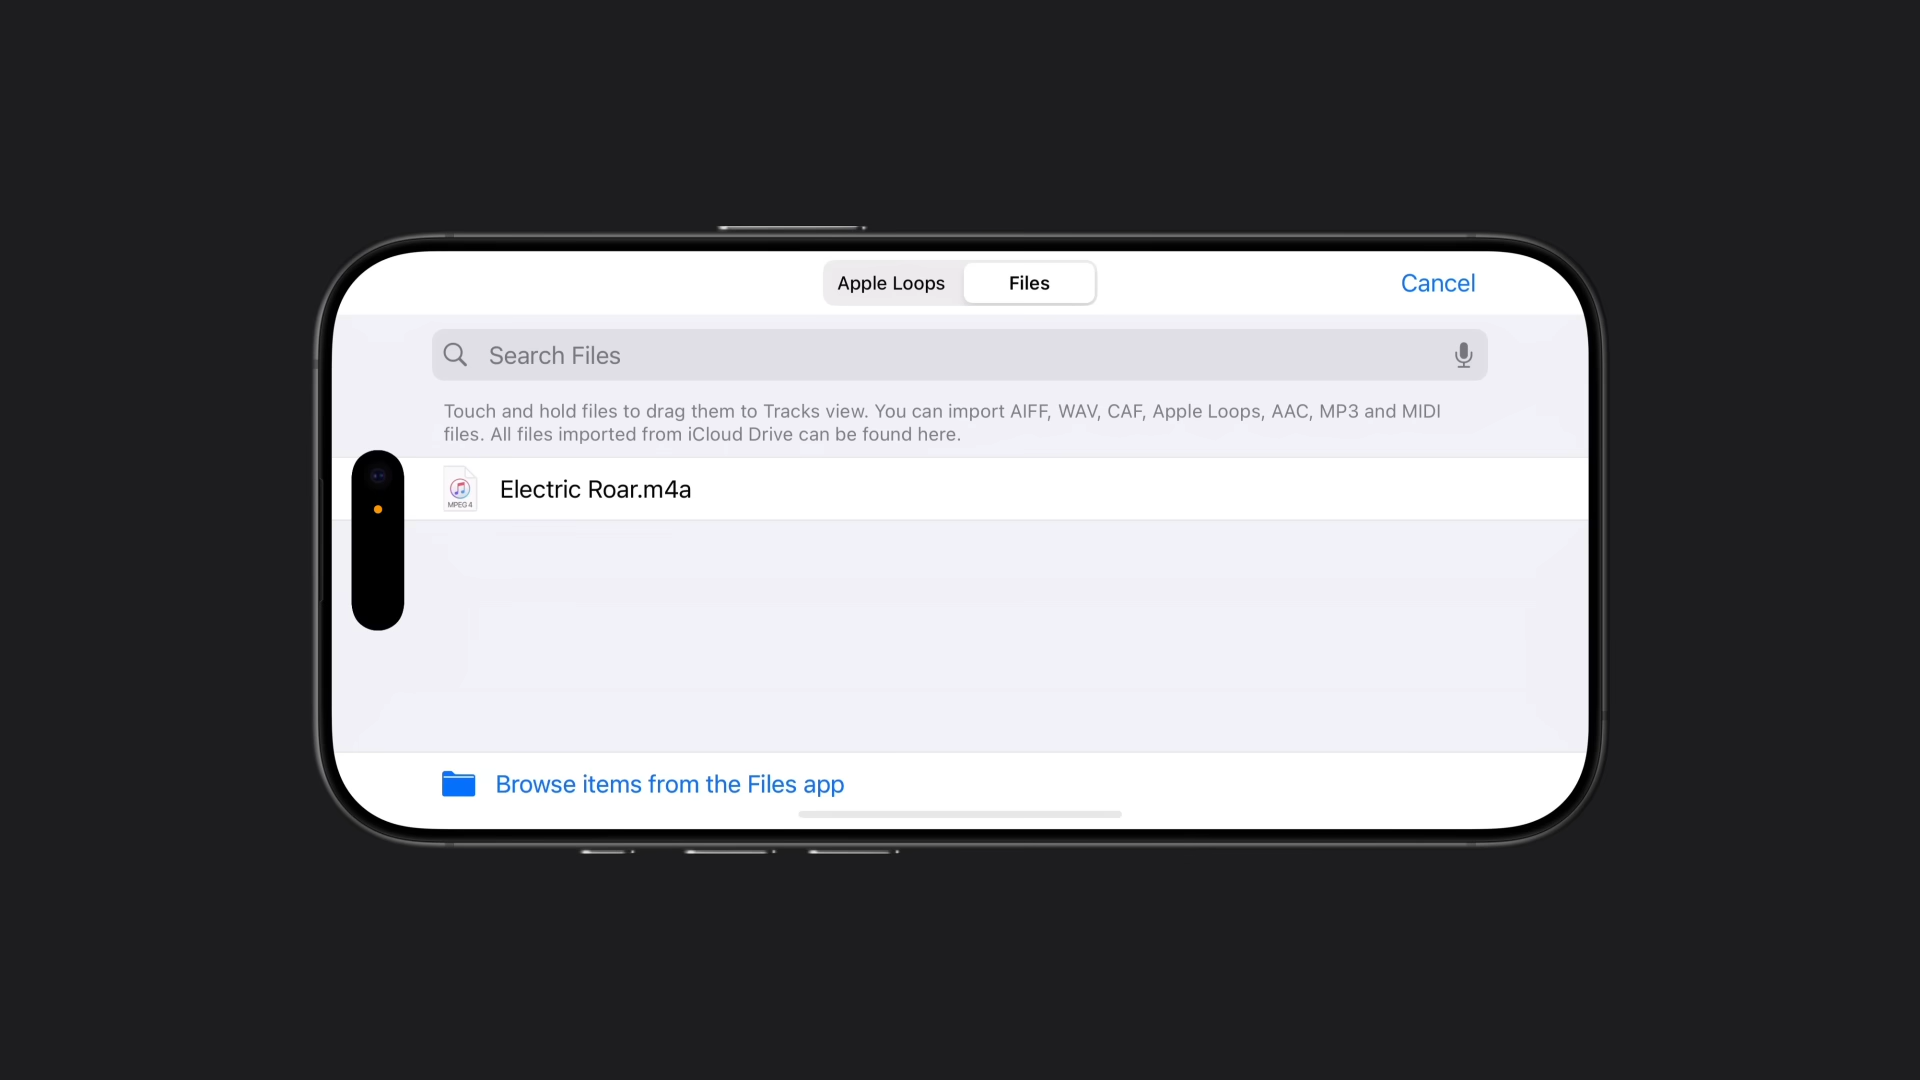 Apple Loops
Files
Cancel
Search Files
Touch and hold files to drag them to Tracks view. You can import AIFF, WAV, CAF, Apple Loops, AAC, MP3 and MIDI
files. All files imported from iCloud Drive can be found here.
MPEG 4
Electric Roar.m4a
Browse items from the Files app